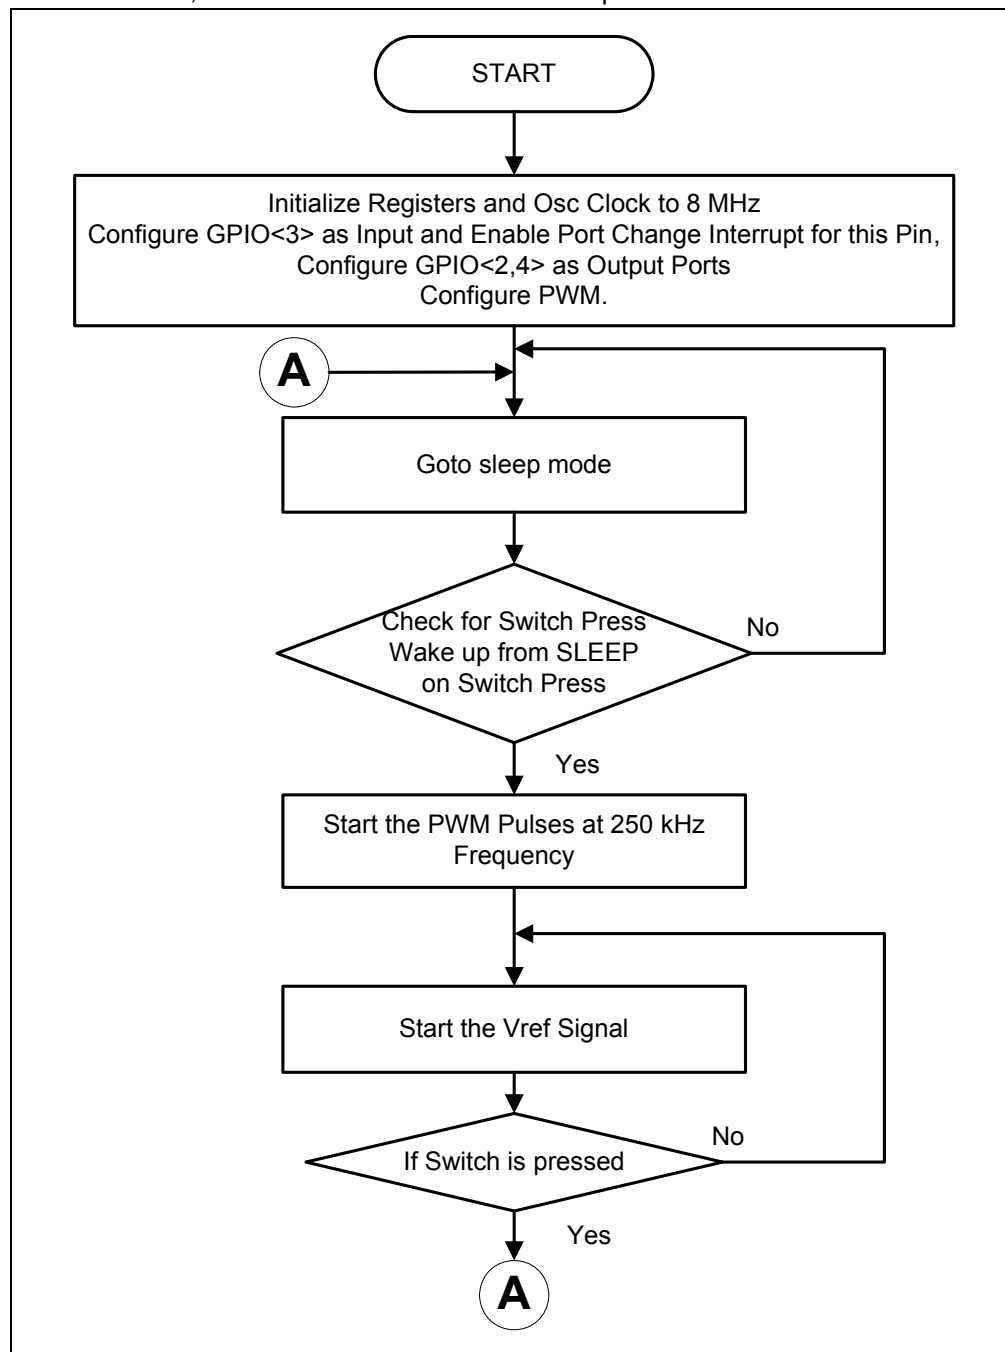 START
Initialize Registers and Osc Clock to 8 MHz
Configure GPIO<3> as Input and Enable Port Change Interrupt for this Pin,
Configure GPIO<2,4> as Output Ports
Configure PWM.
A
Goto sleep mode
Check for Switch Press
Wake up from SLEEP
on Switch Press
No
Yes
Start the PWM Pulses at 250 kHz
Frequency
Start the Vref Signal
If Switch is pressed
No
Yes
A